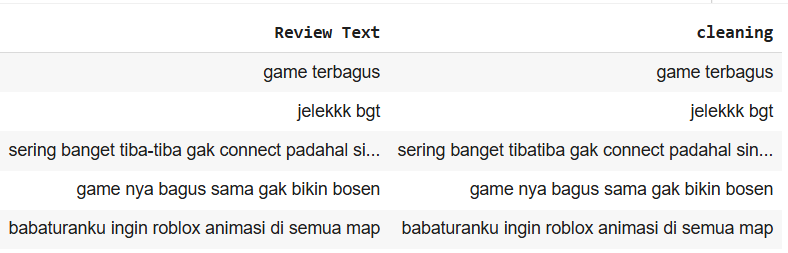 Review Text cleaning
game terbagus game terbagus
jelekkk bgt jelekkk bgt
sering banget tiba-tiba gak connect padahal si... sering banget tibatiba gak connect padahal sin...
game nya bagus sama gak bikin bosen game nya bagus sama gak bikin bosen
babaturanku ingin roblox animasi di semua map babaturanku ingin roblox animasi di semua map